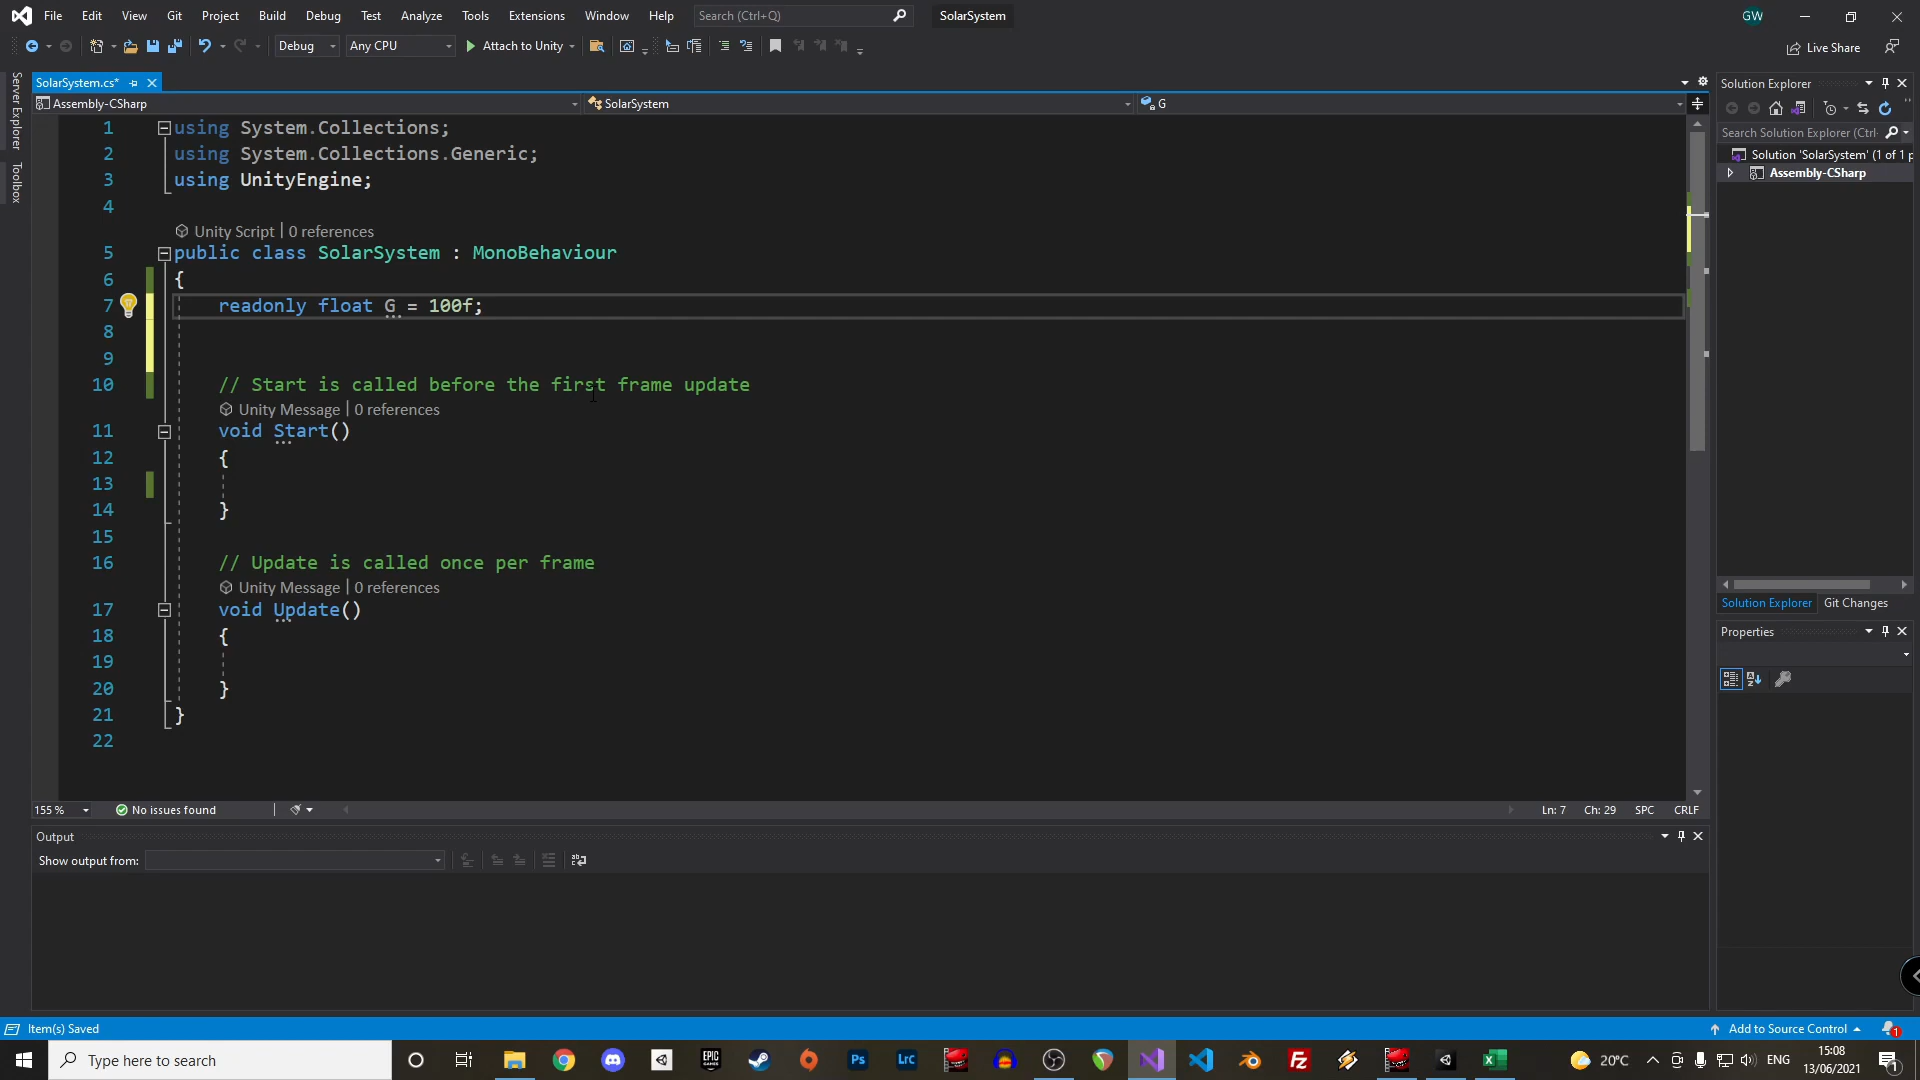 File Edit View Git Project Build Debug Test Analyze Tools Extensions Window Help Search (Ctrl+Q) SolarSystem GW
Debug Any CPU Attach to Unity Live Share
Server Explorer
Toolbox
SolarSystem.cs*
Assembly-CSharp SolarSystem G
1 using System.Collections;
2 using System.Collections.Generic;
3 using UnityEngine;
4
Unity Script | 0 references
5 public class SolarSystem : MonoBehaviour
6 {
7 readonly float G = 100f;
8
9
10 // Start is called before the first frame update
Unity Message | 0 references
11 void Start()
12 {
13
14 }
15
16 // Update is called once per frame
Unity Message | 0 references
17 void Update()
18 {
19
20 }
21 }
22
155 % No issues found Ln: 7 Ch: 29 SPC CRLF
Output
Show output from:
Solution Explorer
Search Solution Explorer (Ctrl
Solution 'SolarSystem' (1 of 1 p
Assembly-CSharp
Solution Explorer Git Changes
Properties
Item(s) Saved Add to Source Control 1
Type here to search EPIC GAMES Ps Lrc 20°C ENG 15:08
13/06/2021 1